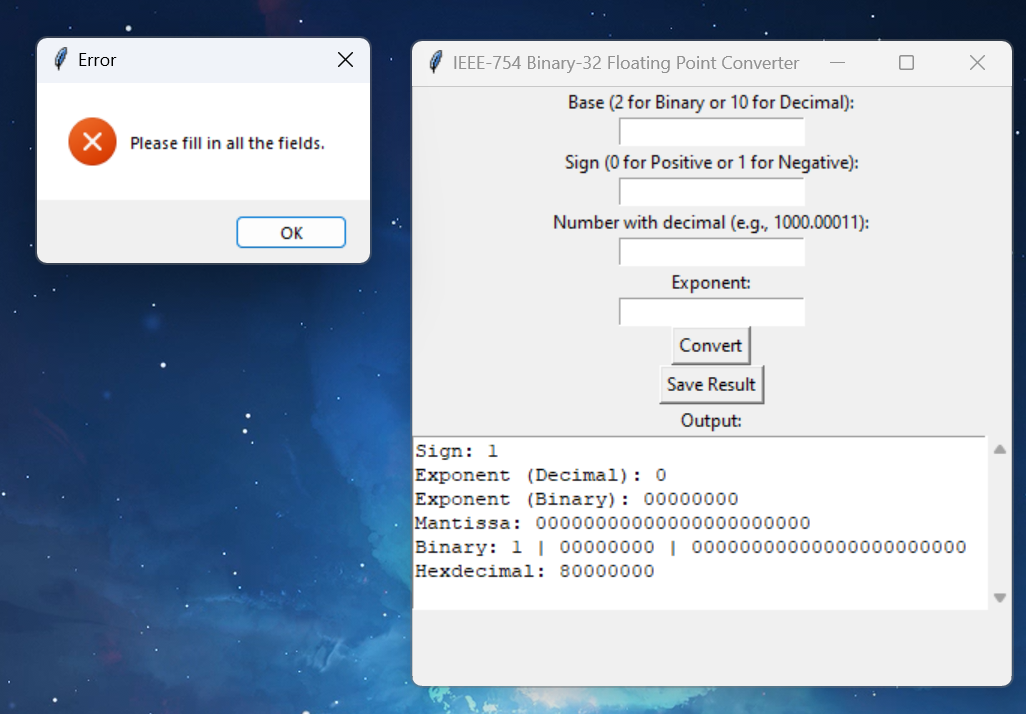 Error
Please fill in all the fields.
OK
IEEE-754 Binary-32 Floating Point Converter
Base (2 for Binary or 10 for Decimal):
Sign (0 for Positive or 1 for Negative):
Number with decimal (e.g., 1000.00011):
Exponent:
Convert
Save Result
Output:
Sign: 1
Exponent (Decimal): 0
Exponent (Binary): 00000000
Mantissa: 00000000000000000000000
Binary: 1 | 00000000 | 00000000000000000000000
Hexdecimal: 80000000